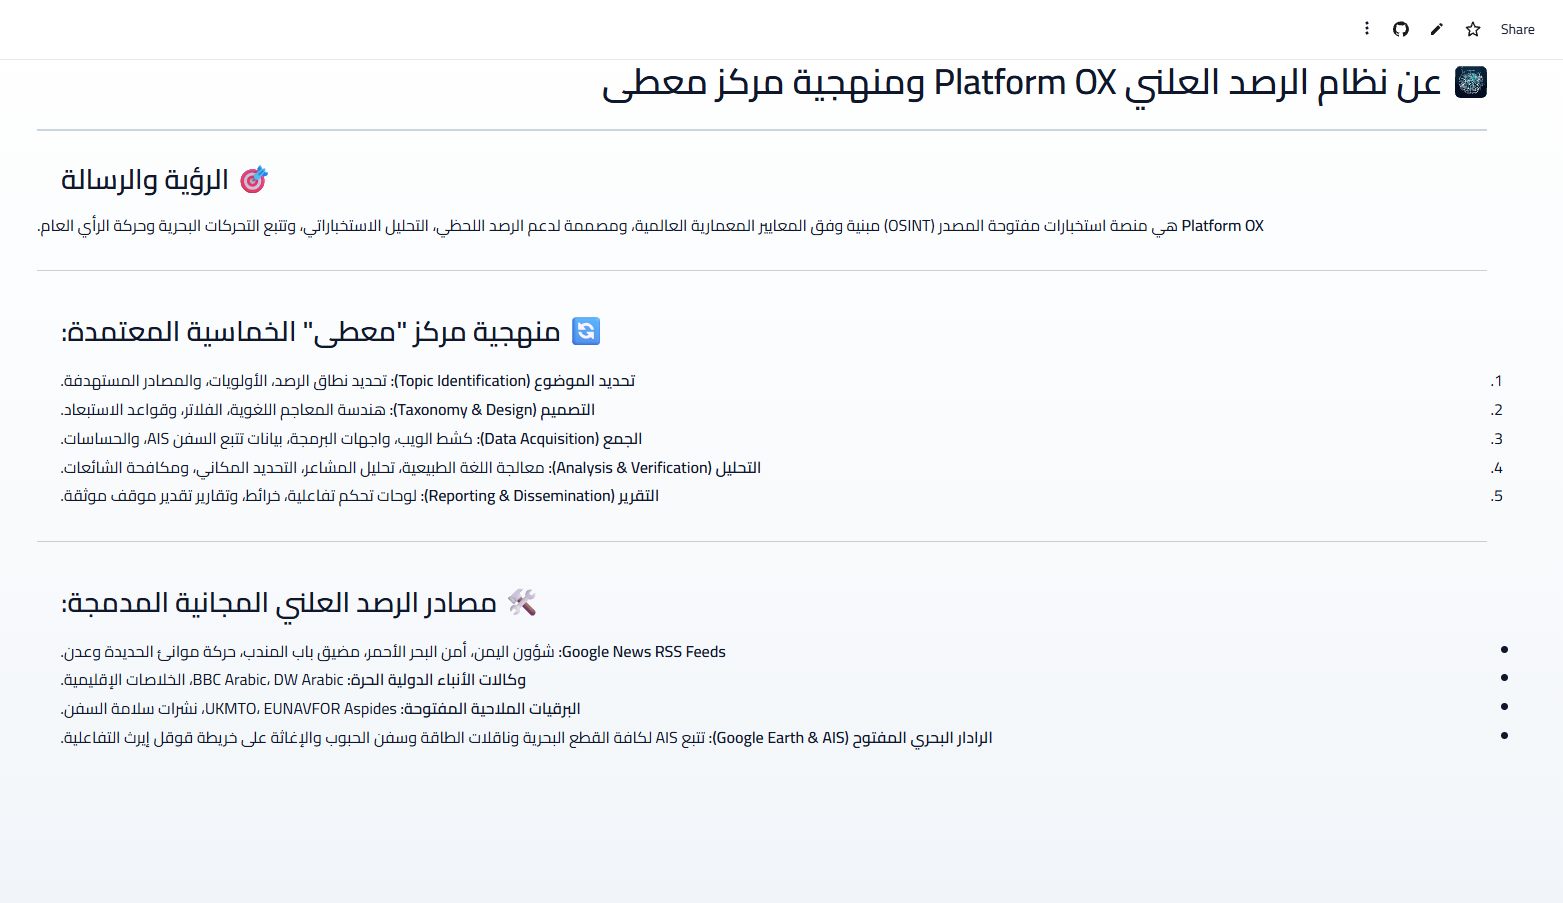 Share
عن نظام الرصد العلني Platform OX ومنهجية مركز معطى
الرؤية والرسالة
Platform OX هي منصة استخبارات مفتوحة المصدر (OSINT) مبنية وفق المعايير المعمارية العالمية، ومصممة لدعم الرصد اللحظي، التحليل الاستخباراتي، وتتبع التحركات البحرية وحركة الرأي العام.
منهجية مركز "معطى" الخماسية المعتمدة:
1. تحديد الموضوع (Topic Identification): تحديد نطاق الرصد، الأولويات، والمصادر المستهدفة.
2. التصميم (Taxonomy & Design): هندسة المعاجم اللغوية، الفلاتر، وقواعد الاستبعاد.
3. الجمع (Data Acquisition): كشط الويب، واجهات البرمجة، بيانات تتبع السفن AIS، والحساسات.
4. التحليل (Analysis & Verification): معالجة اللغة الطبيعية، تحليل المشاعر، التحديد المكاني، ومكافحة الشائعات.
5. التقرير (Reporting & Dissemination): لوحات تحكم تفاعلية، خرائط، وتقارير تقدير موقف موثقة.
مصادر الرصد العلني المجانية المدمجة:
• Google News RSS Feeds: شؤون اليمن، أمن البحر الأحمر، مضيق باب المندب، حركة موانئ الحديدة وعدن.
• وكالات الأنباء الدولية الحرة: BBC Arabic، DW Arabic، الخلاصات الإقليمية.
• البرقيات الملاحية المفتوحة: UKMTO، EUNAVFOR Aspides، نشرات سلامة السفن.
• الرادار البحري المفتوح (Google Earth & AIS): تتبع AIS لكافة القطع البحرية وناقلات الطاقة وسفن الحبوب والإغاثة على خريطة قوقل إيرث التفاعلية.